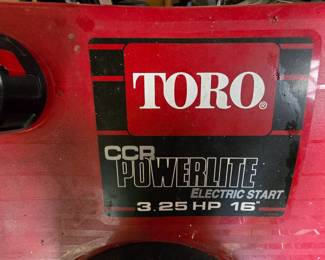 TORO®
CCR
POWERLITE
ELECTRIC START
3.25 HP 16"